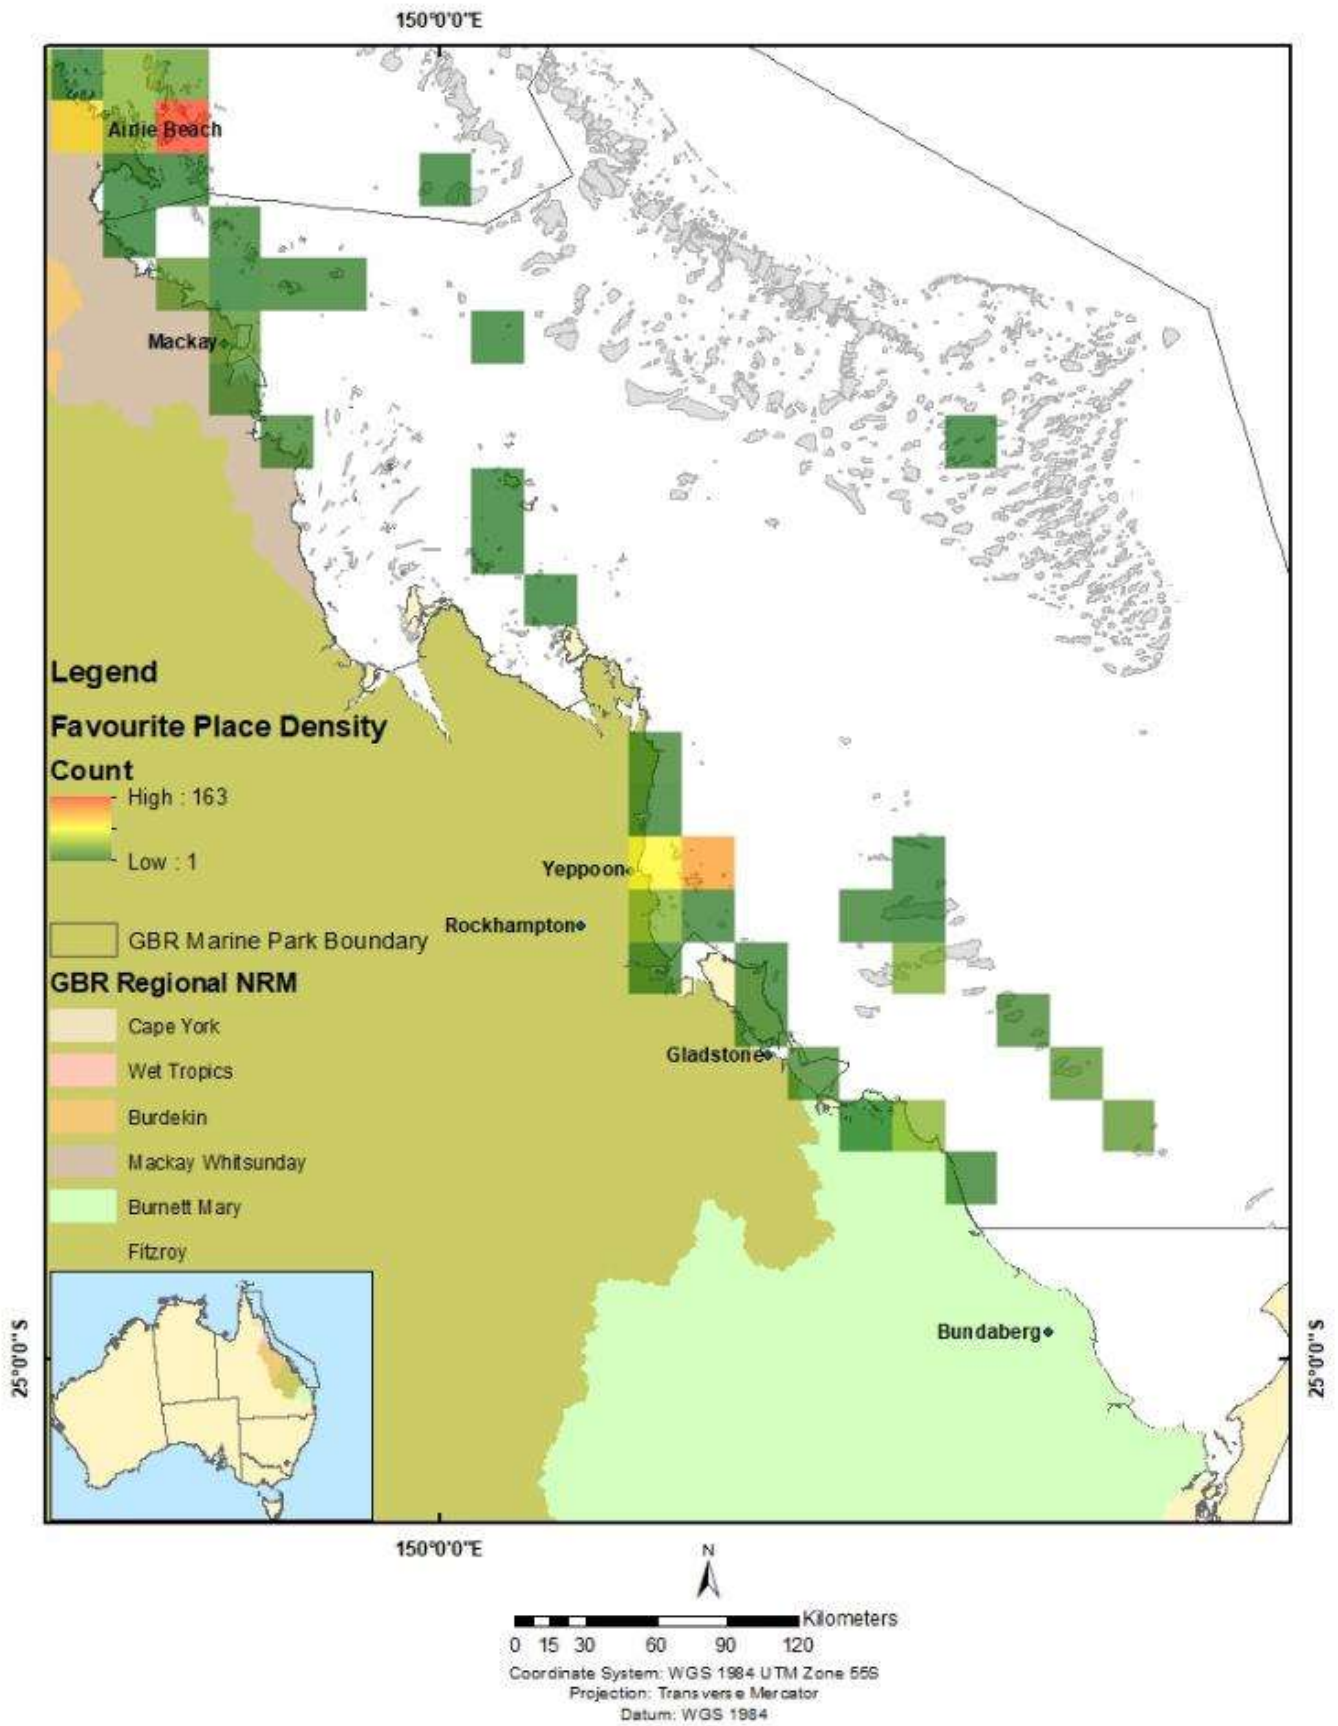 150°0'0"E
Airlie Beach
Mackay
Legend
Favourite Place Density
Count
High : 163
Low : 1
Yeppoon
Rockhampton
GBR Marine Park Boundary
GBR Regional NRM
Cape York
Gladstone
Wet Tropics
Burdekin
Mackay Whitsunday
Burnett Mary
Fitzroy
Bundaberg
25°0'0"S
25°0'0"S
150°0'0"E
N
Kilometers
0 15 30 60 90 120
Coordinate System: WGS 1984 UTM Zone 55S
Projection: Transverse Mercator
Datum: WGS 1984